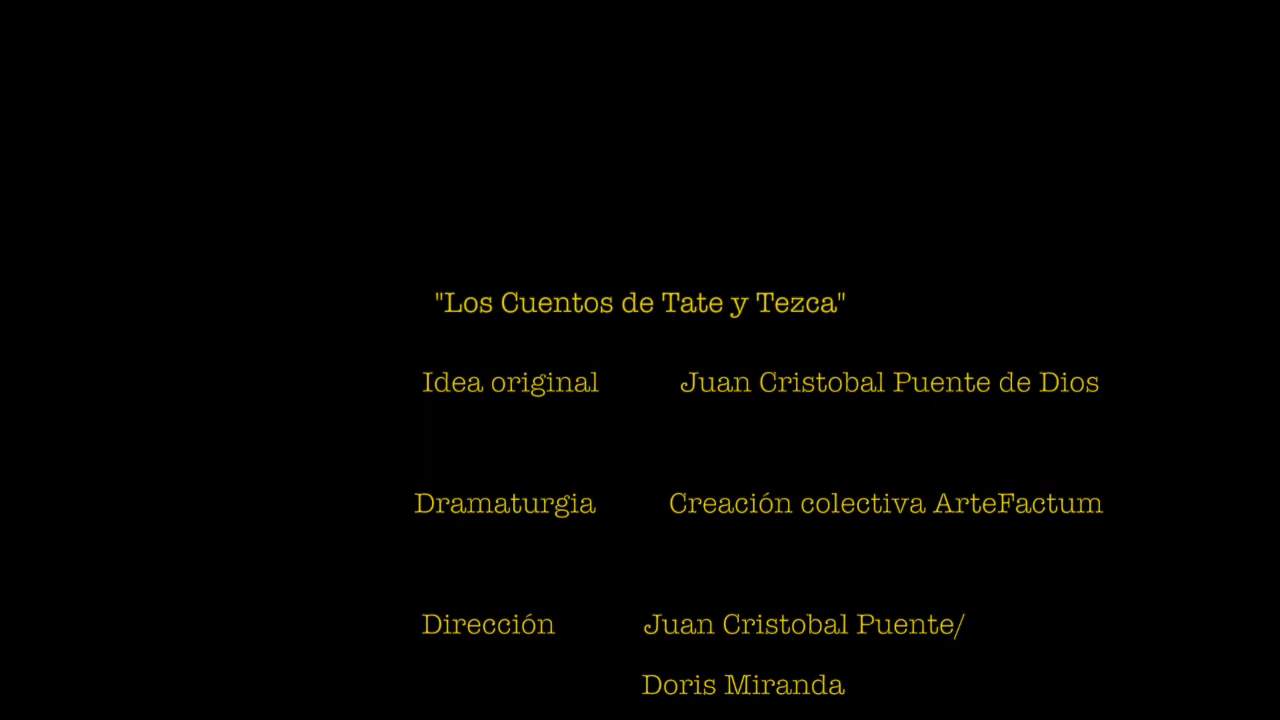 "Los Cuentos de Tate y Tezca"
Idea original Juan Cristobal Puente de Dios
Dramaturgia Creación colectiva ArteFactum
Dirección Juan Cristobal Puente/
Doris Miranda